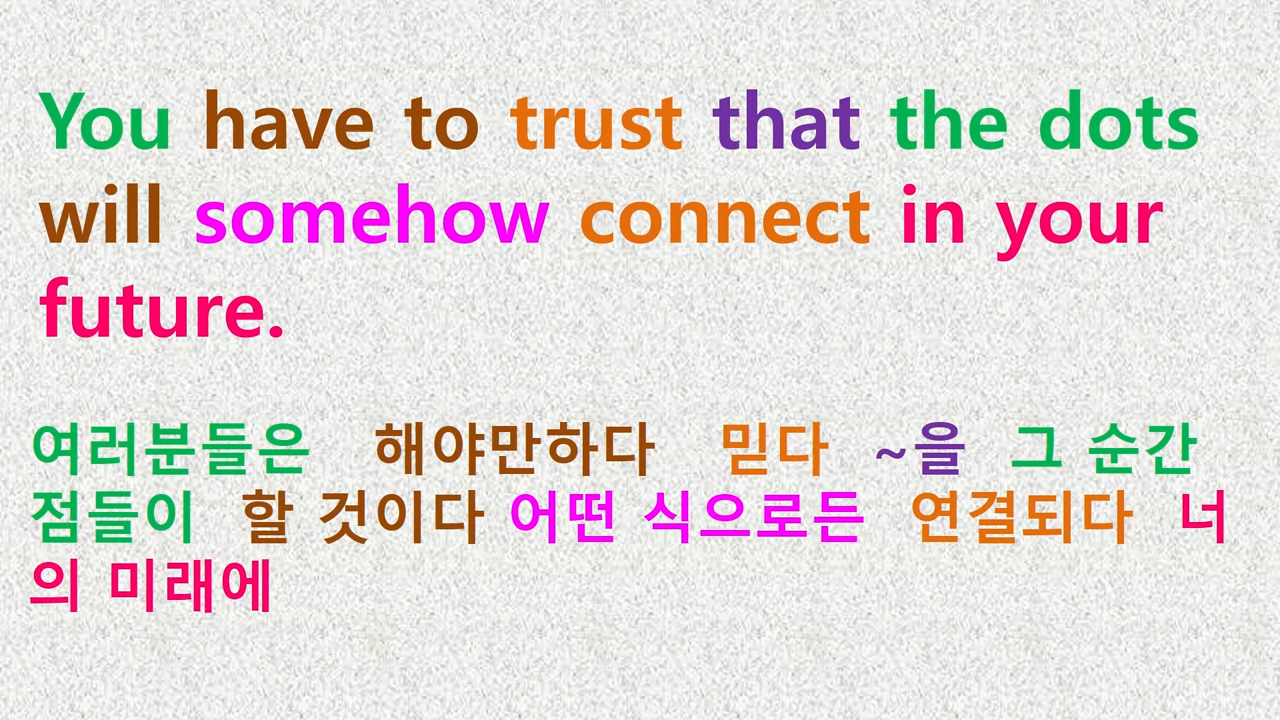 You have to trust that the dots
will somehow connect in your
future.
여러분들은 해야만하다 믿다 ~을 그 순간
점들이 할 것이다 어떤 식으로든 연결되다 너
의 미래에